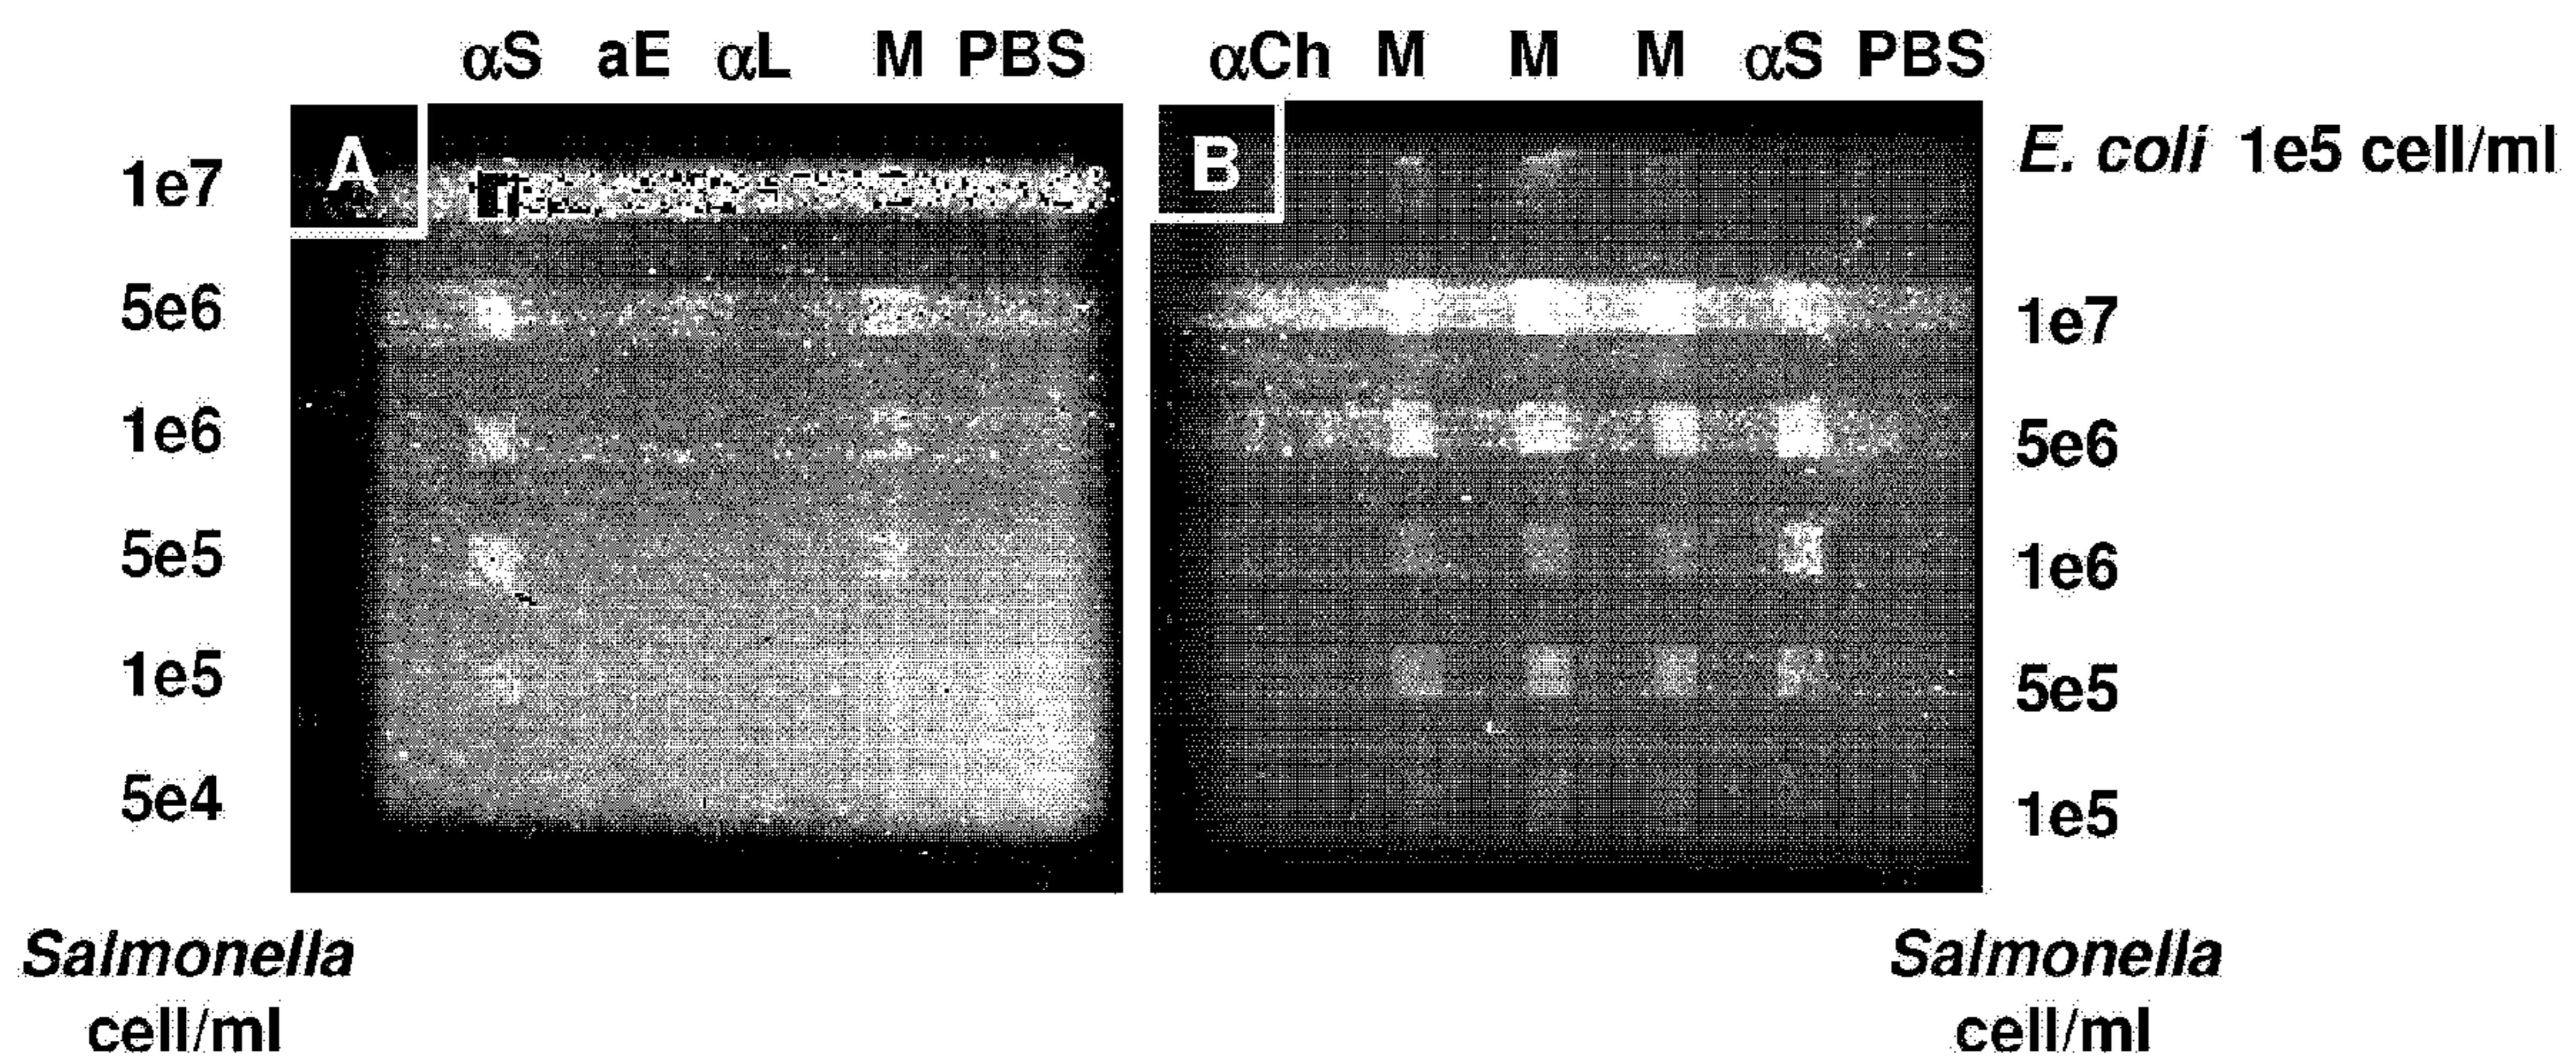 αS aE αL M PBS αCh M M M αS PBS
A B
E. coli 1e5 cell/ml
1e7
5e6
1e6
5e5
1e5
5e4
1e7
5e6
1e6
5e5
1e5
Salmonella
cell/ml
Salmonella
cell/ml